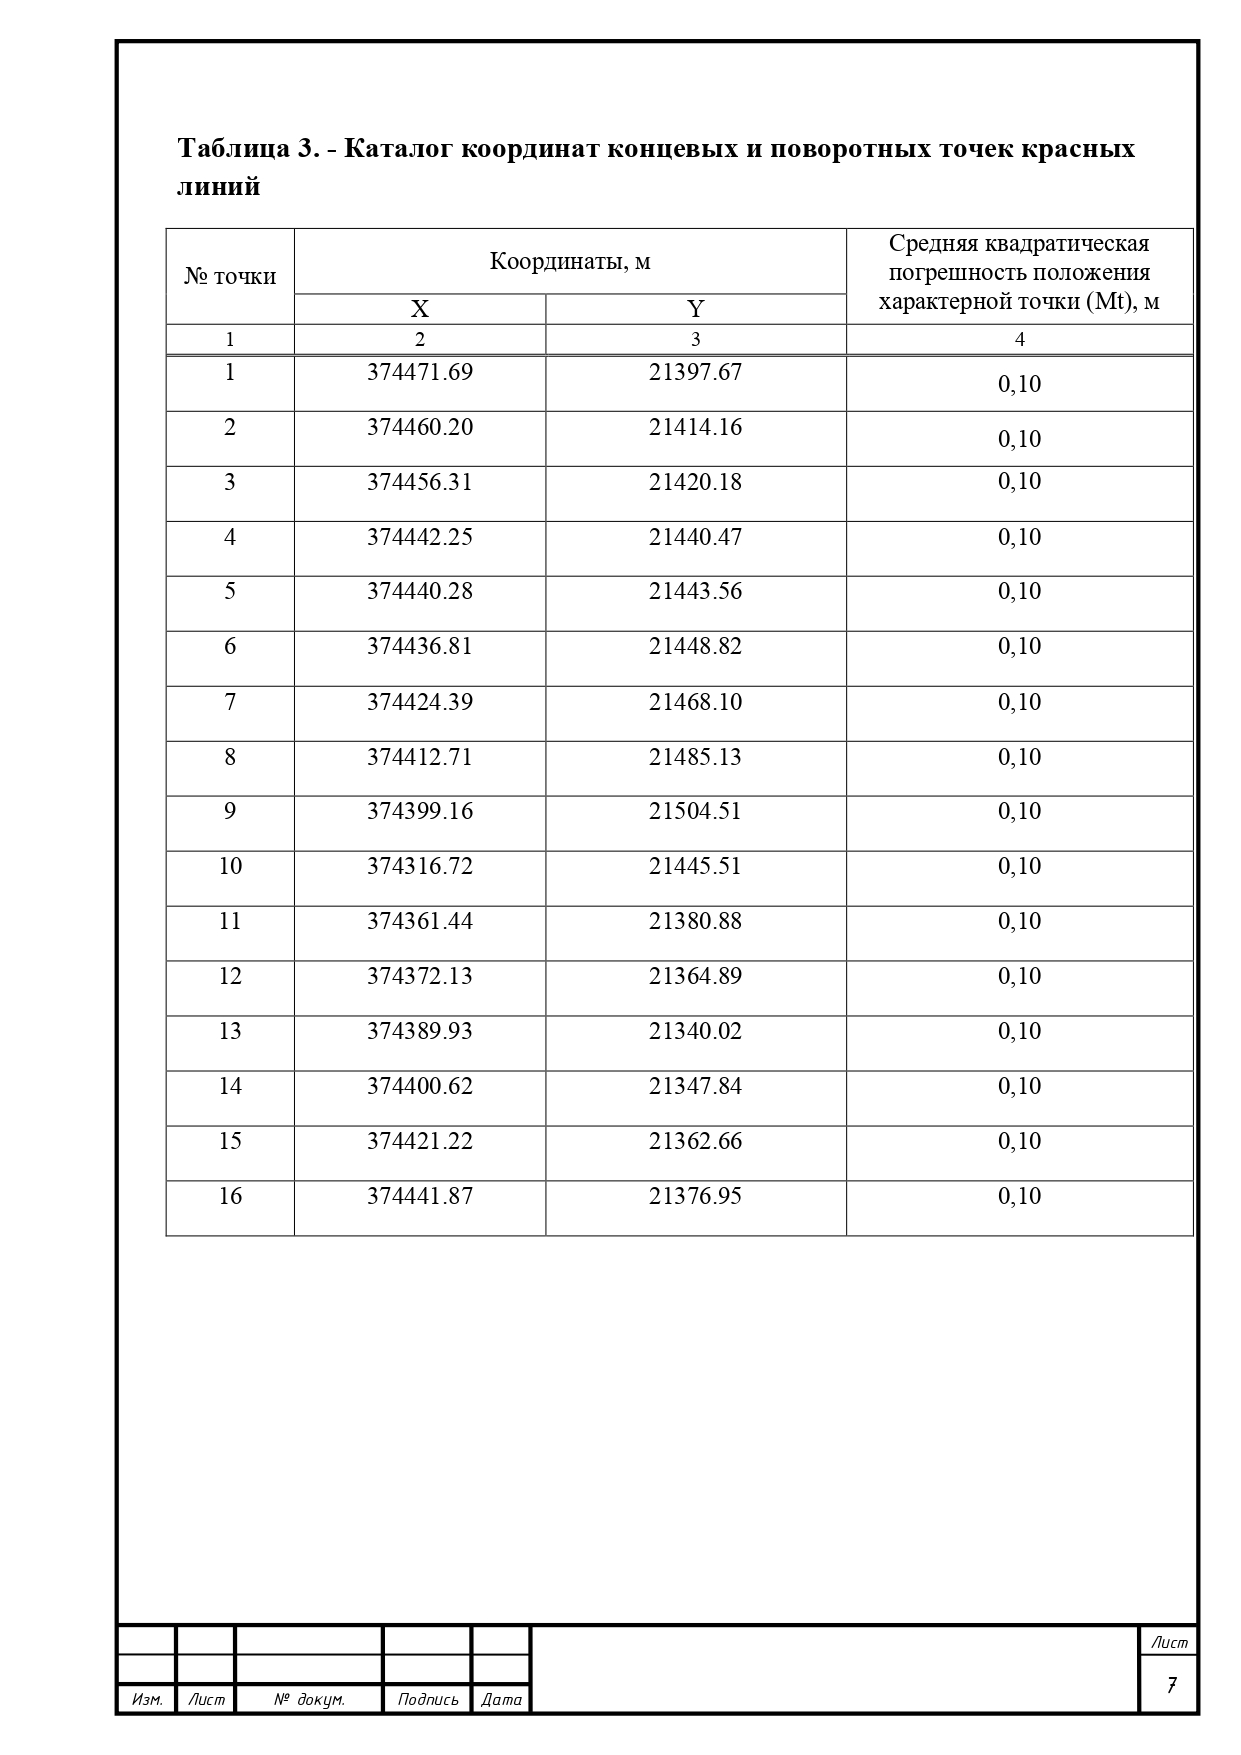 Таблица 3. - Каталог координат концевых и поворотных точек красных
линий
№ точки
Координаты, м
Средняя квадратическая
погрешность положения
характерной точки (Mt), м
X Y
1 2 3 4
1 374471.69 21397.67 0,10
2 374460.20 21414.16 0,10
3 374456.31 21420.18 0,10
4 374442.25 21440.47 0,10
5 374440.28 21443.56 0,10
6 374436.81 21448.82 0,10
7 374424.39 21468.10 0,10
8 374412.71 21485.13 0,10
9 374399.16 21504.51 0,10
10 374316.72 21445.51 0,10
11 374361.44 21380.88 0,10
12 374372.13 21364.89 0,10
13 374389.93 21340.02 0,10
14 374400.62 21347.84 0,10
15 374421.22 21362.66 0,10
16 374441.87 21376.95 0,10
Лист
7
Изм. Лист № докум. Подпись Дата